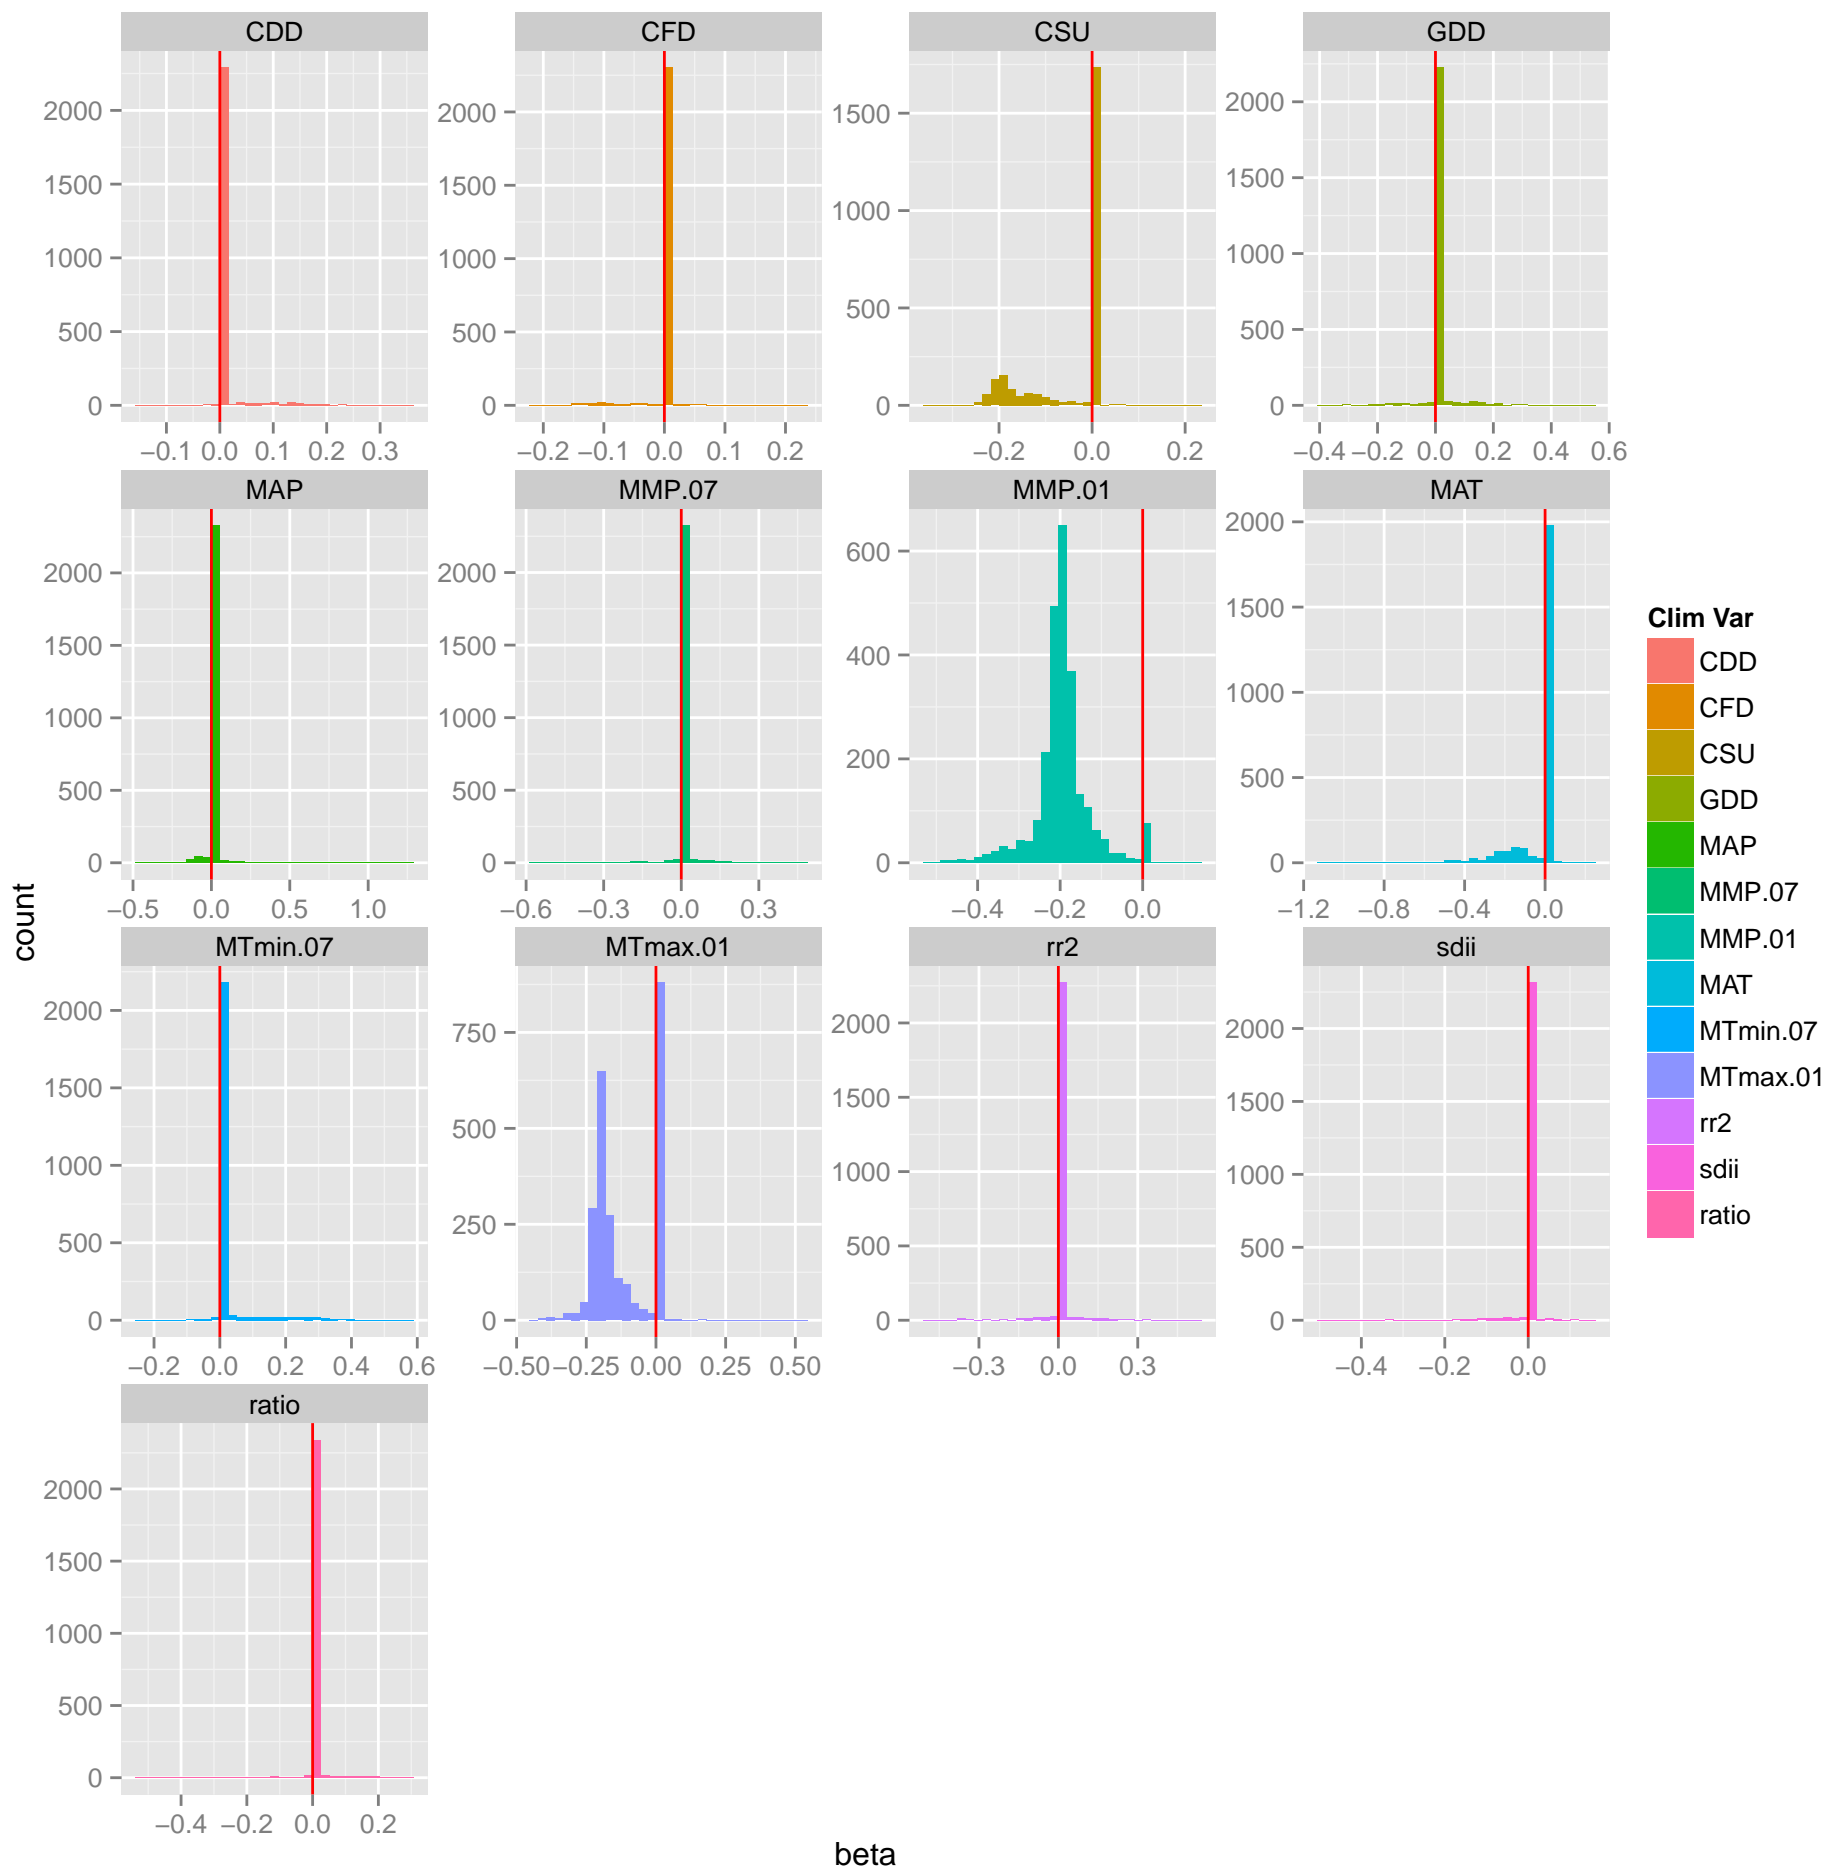 CDD CFD CSU GDD
2000 1500 1000 500 0
2000 1500 1000 500 0
1500 1000 500 0
2000 1500 1000 500 0
−0.1 0.0 0.1 0.2 0.3
−0.2 −0.1 0.0 0.1 0.2
−0.2 0.0 0.2
−0.4 −0.2 0.0 0.2 0.4 0.6
MAP MMP.07 MMP.01 MAT
2000 1500 1000 500 0
2000 1500 1000 500 0
600 400 200 0
2000 1500 1000 500 0
−0.5 0.0 0.5 1.0
−0.6 −0.3 0.0 0.3
−0.4 −0.2 0.0
−1.2 −0.8 −0.4 0.0
MTmin.07 MTmax.01 rr2 sdii
2000 1500 1000 500 0
750 500 250 0
2000 1500 1000 500 0
2000 1500 1000 500 0
−0.2 0.0 0.2 0.4 0.6
−0.50 −0.25 0.00 0.25 0.50
−0.3 0.0 0.3
−0.4 −0.2 0.0
ratio
2000 1500 1000 500 0
−0.4 −0.2 0.0 0.2
count
beta
Clim Var
CDD
CFD
CSU
GDD
MAP
MMP.07
MMP.01
MAT
MTmin.07
MTmax.01
rr2
sdii
ratio